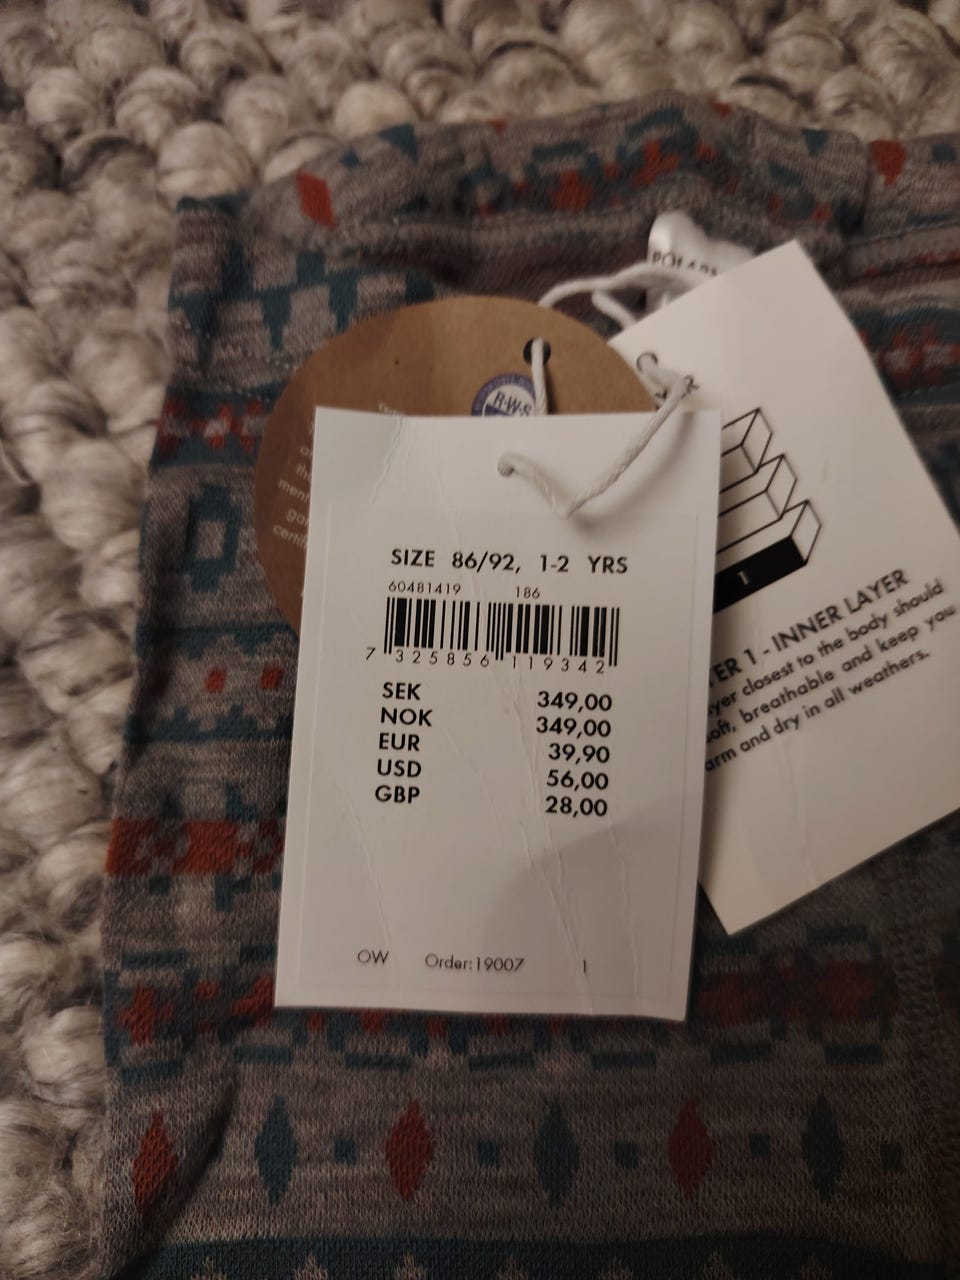 R·W·S
SIZE 86/92, 1-2 YRS
60481419 186
7 325856 119342
SEK 349,00
NOK 349,00
EUR 39,90
USD 56,00
GBP 28,00
OW Order:19007 1
1
1 - INNER LAYER
closest to the body should
breathable and keep you
and dry in all weathers.